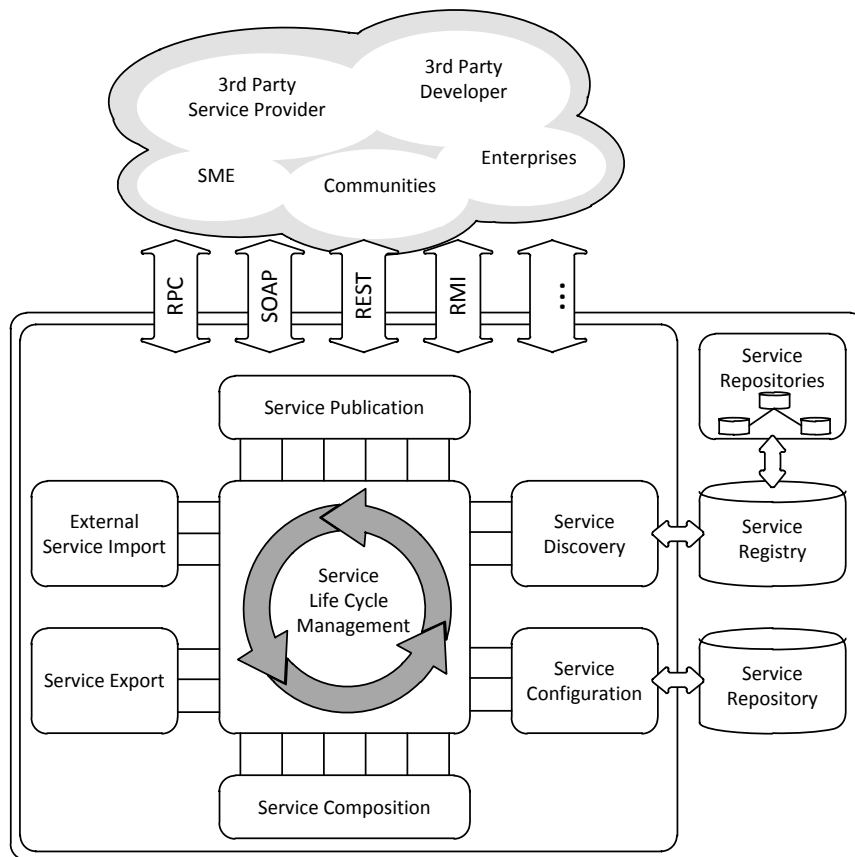 3rd Party
Service Provider
3rd Party
Developer
SME
Communities
Enterprises
RPC
SOAP
REST
RMI
...
Service
Repositories
Service Publication
External
Service Import
Service
Life Cycle
Management
Service
Discovery
Service
Registry
Service Export
Service
Configuration
Service
Repository
Service Composition